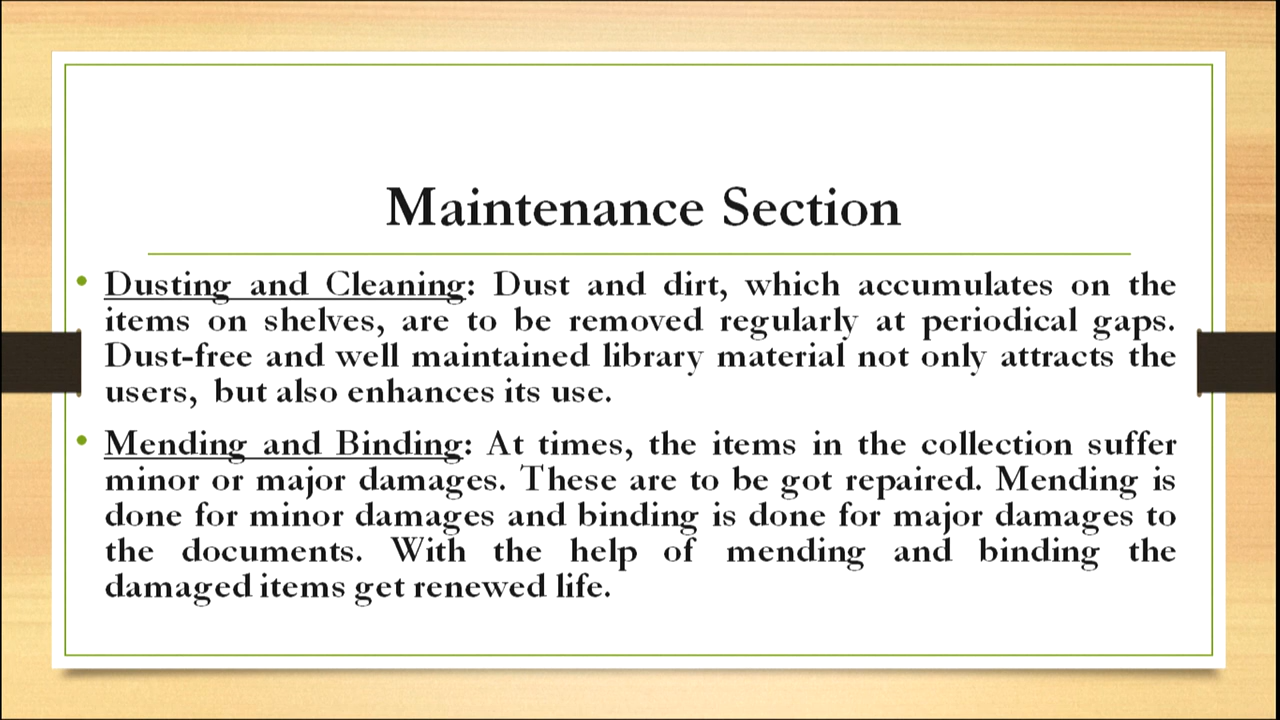 Maintenance Section
• Dusting and Cleaning: Dust and dirt, which accumulates on the
items on shelves, are to be removed regularly at periodical gaps.
Dust-free and well maintained library material not only attracts the
users, but also enhances its use.
• Mending and Binding: At times, the items in the collection suffer
minor or major damages. These are to be got repaired. Mending is
done for minor damages and binding is done for major damages to
the documents. With the help of mending and binding the
damaged items get renewed life.